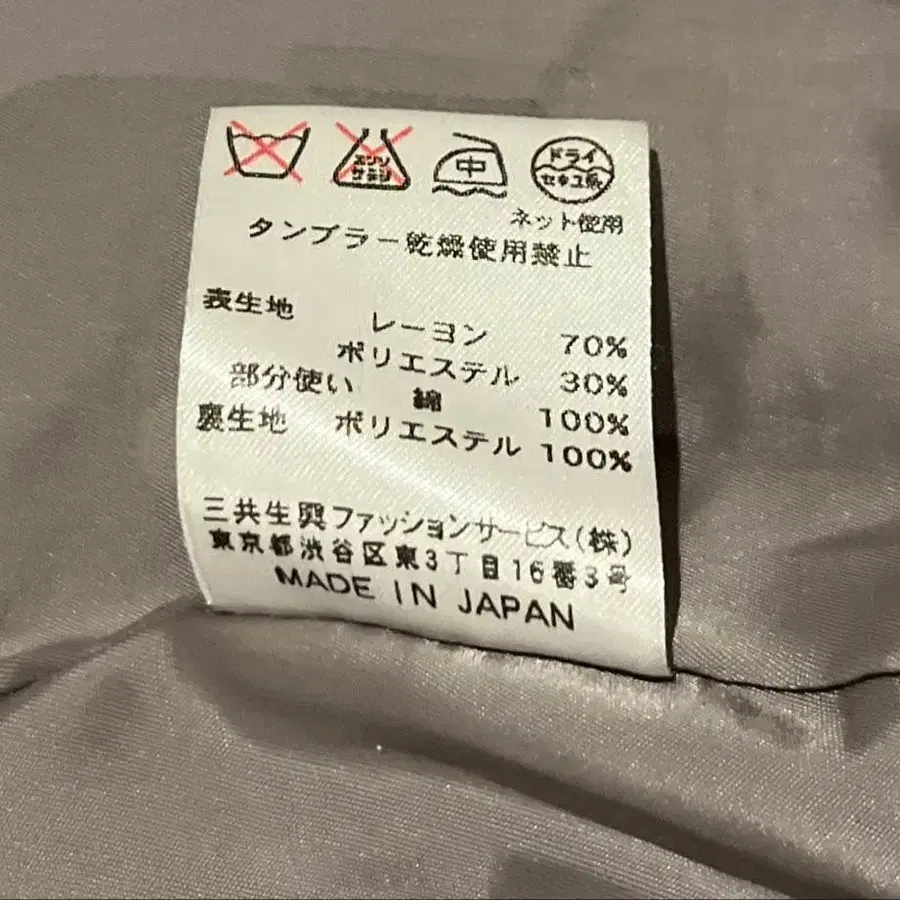 エンソ
サラシ
中
ドライ
セキユ系
ネット使用
タンブラー乾燥使用禁止
表生地
レーヨン 70%
ポリエステル 30%
部分使い 綿 100%
裏生地 ポリエステル 100%
三共生興ファッションサービス(株)
東京都渋谷区東3丁目16番3号
MADE IN JAPAN